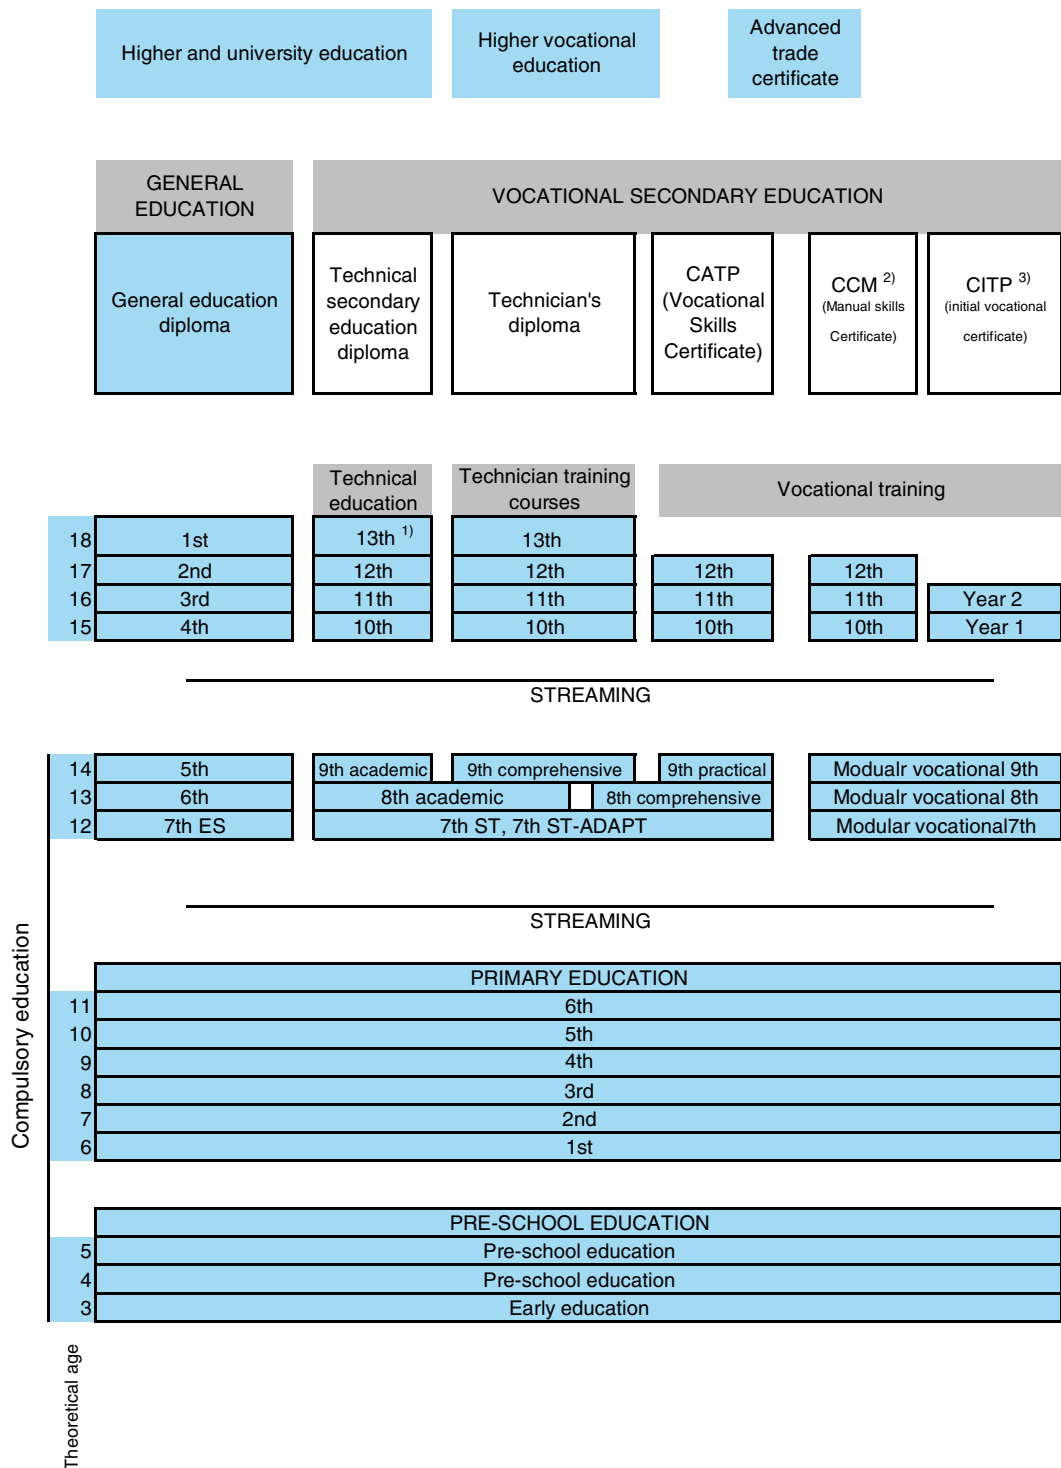 Higher and university education
Higher vocational
education
Advanced
trade
certificate
GENERAL
EDUCATION
VOCATIONAL SECONDARY EDUCATION
General education
diploma
Technical
secondary
education
diploma
Technician's
diploma
CATP
(Vocational
Skills
Certificate)
CCM 2)
(Manual skills
Certificate)
CITP 3)
(initial vocational
certificate)
Technical
education
Technician training
courses
Vocational training
18 1st 13th 1) 13th
17 2nd 12th 12th 12th 12th
16 3rd 11th 11th 11th 11th Year 2
15 4th 10th 10th 10th 10th Year 1
STREAMING
14 5th 9th academic 9th comprehensive 9th practical Modualr vocational 9th
13 6th 8th academic 8th comprehensive Modualr vocational 8th
12 7th ES 7th ST, 7th ST-ADAPT Modular vocational7th
STREAMING
PRIMARY EDUCATION
11 6th
10 5th
9 4th
8 3rd
7 2nd
6 1st
PRE-SCHOOL EDUCATION
5 Pre-school education
4 Pre-school education
3 Early education
Compulsory education
Theoretical age